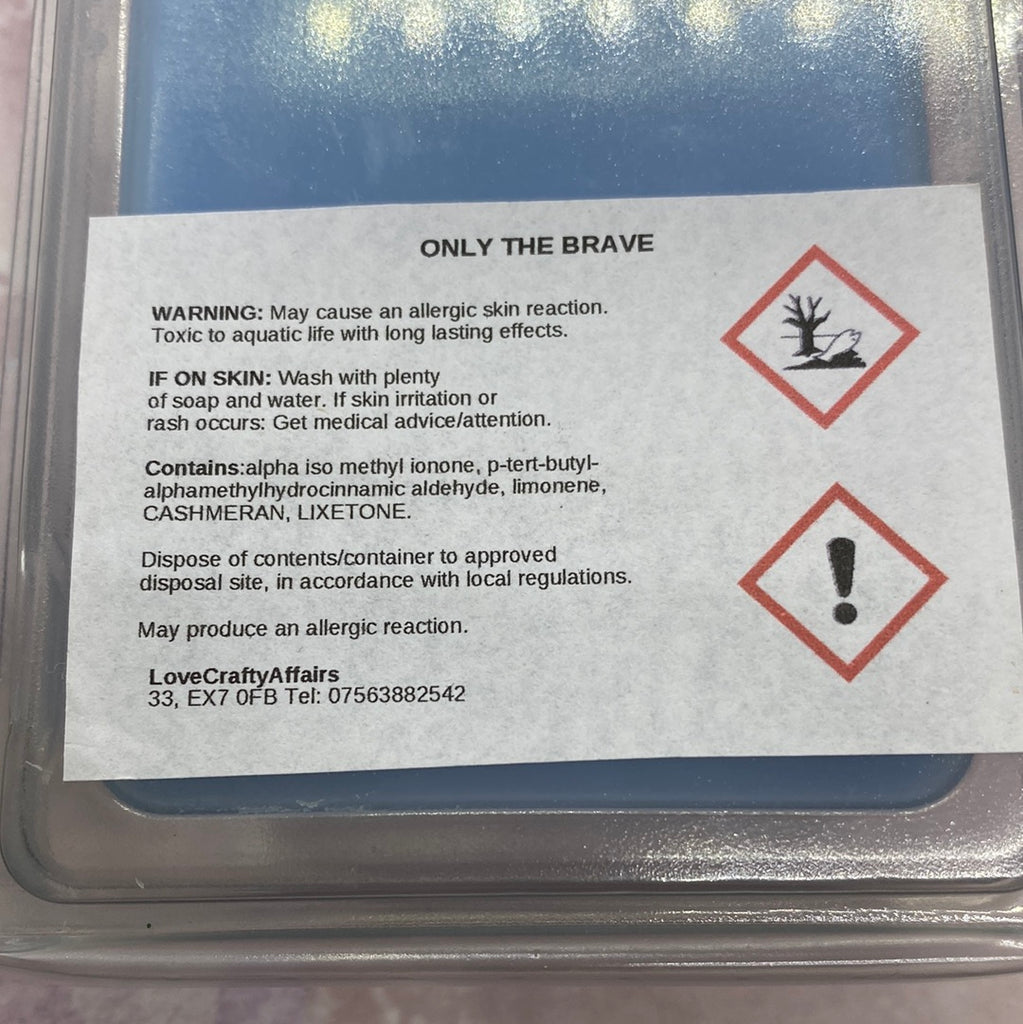 ONLY THE BRAVE
WARNING: May cause an allergic skin reaction.
Toxic to aquatic life with long lasting effects.
IF ON SKIN: Wash with plenty
of soap and water. If skin irritation or
rash occurs: Get medical advice/attention.
Contains:alpha iso methyl ionone, p-tert-butyl-
alphamethylhydrocinnamic aldehyde, limonene,
CASHMERAN, LIXETONE.
Dispose of contents/container to approved
disposal site, in accordance with local regulations.
May produce an allergic reaction.
LoveCraftyAffairs
33, EX7 0FB Tel: 07563882542